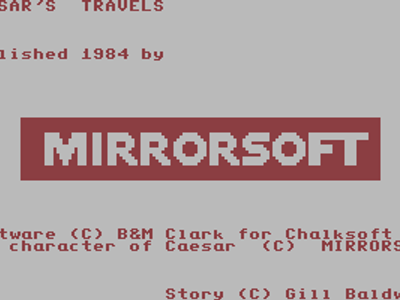 SAR'S TRAVELS
lished 1984 by
MIRRORSOFT
tware (C) B&M Clark for Chalksoft
character of Caesar (C) MIRRORS
Story (C) Gill Baldw